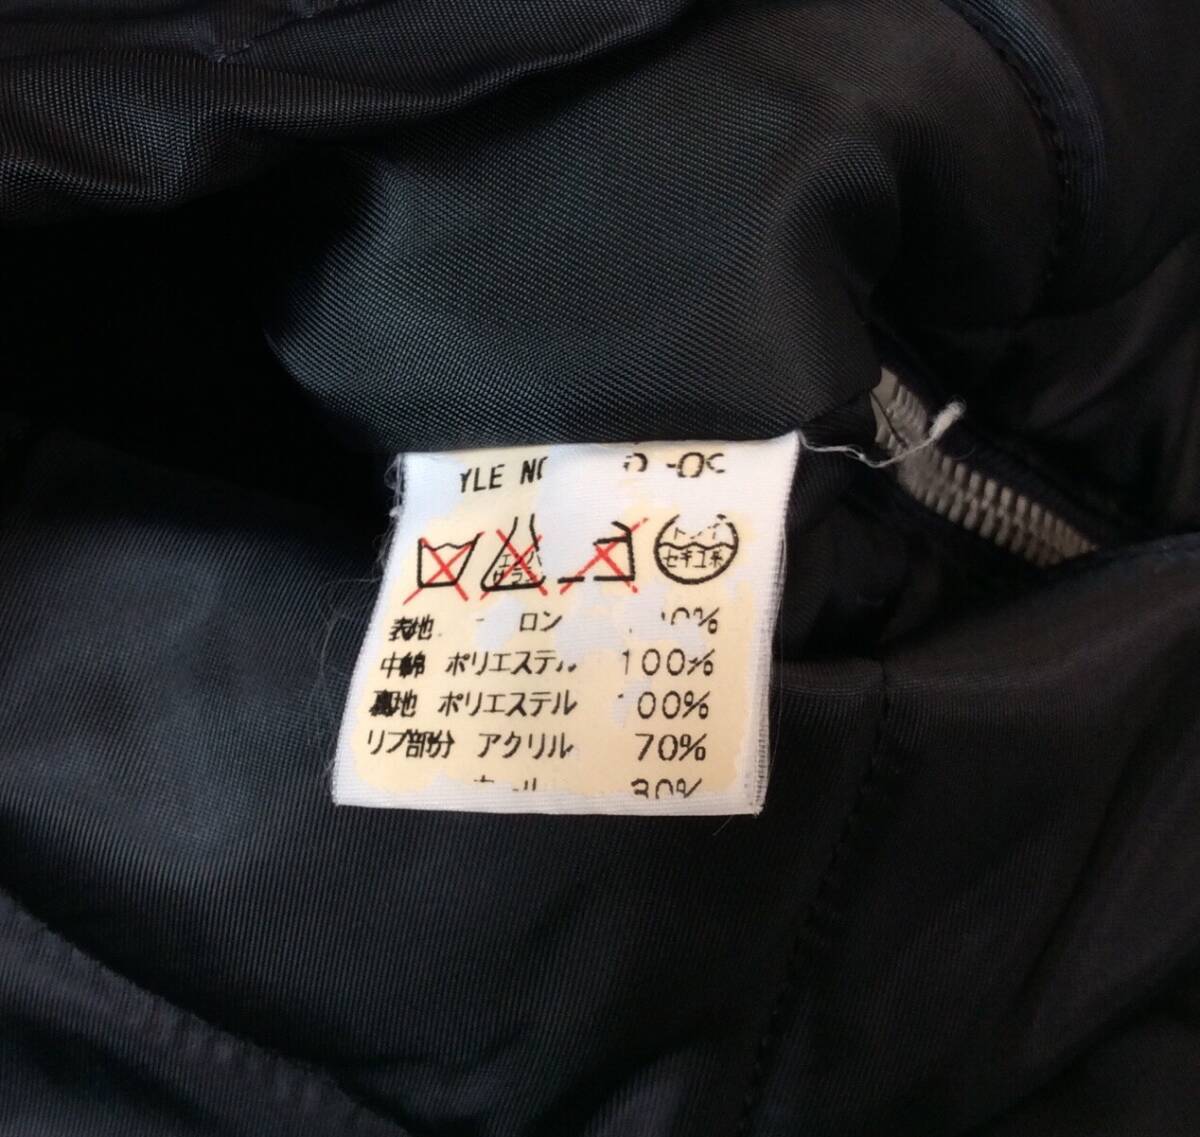 YLE NO
ドライ
セキユ系
表地 ロン 0%
中綿 ポリエステル 100%
裏地 ポリエステル 100%
リブ部分 アクリル 70%
30%